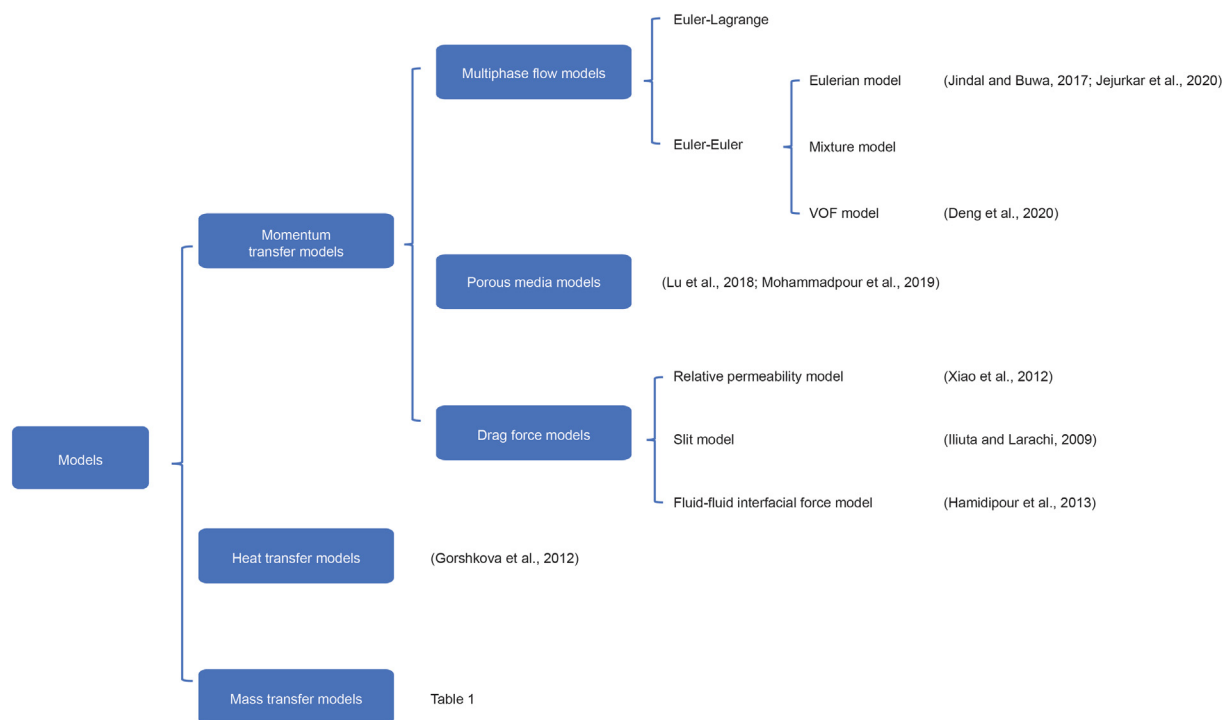 Euler-Lagrange
Multiphase flow models
Eulerian model (Jindal and Buwa, 2017; Jejurkar et al., 2020)
Euler-Euler
Mixture model
VOF model (Deng et al., 2020)
Momentum
transfer models
Porous media models (Lu et al., 2018; Mohammadpour et al., 2019)
Relative permeability model (Xiao et al., 2012)
Drag force models
Slit model (Iliuta and Larachi, 2009)
Models
Fluid-fluid interfacial force model (Hamidipour et al., 2013)
Heat transfer models (Gorshkova et al., 2012)
Mass transfer models Table 1